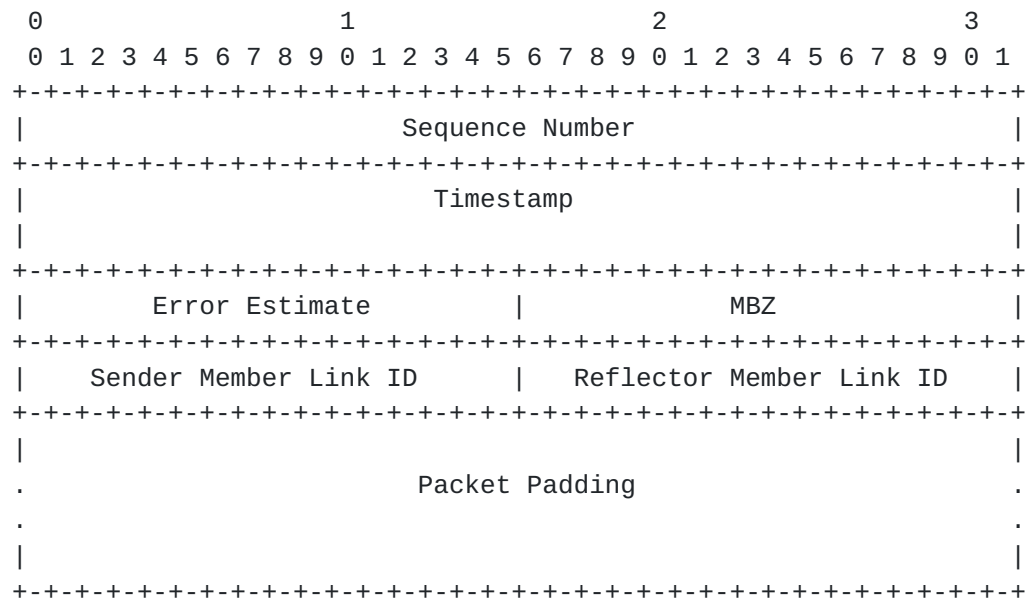 0                   1                   2                   3
 0 1 2 3 4 5 6 7 8 9 0 1 2 3 4 5 6 7 8 9 0 1 2 3 4 5 6 7 8 9 0 1
+-+-+-+-+-+-+-+-+-+-+-+-+-+-+-+-+-+-+-+-+-+-+-+-+-+-+-+-+-+-+-+-+
|                        Sequence Number                        |
+-+-+-+-+-+-+-+-+-+-+-+-+-+-+-+-+-+-+-+-+-+-+-+-+-+-+-+-+-+-+-+-+
|                          Timestamp                            |
|                                                               |
+-+-+-+-+-+-+-+-+-+-+-+-+-+-+-+-+-+-+-+-+-+-+-+-+-+-+-+-+-+-+-+-+
|        Error Estimate         |             MBZ               |
+-+-+-+-+-+-+-+-+-+-+-+-+-+-+-+-+-+-+-+-+-+-+-+-+-+-+-+-+-+-+-+-+
|    Sender Member Link ID      |   Reflector Member Link ID    |
+-+-+-+-+-+-+-+-+-+-+-+-+-+-+-+-+-+-+-+-+-+-+-+-+-+-+-+-+-+-+-+-+
|                                                               |
.                         Packet Padding                        .
.                                                               .
|                                                               |
+-+-+-+-+-+-+-+-+-+-+-+-+-+-+-+-+-+-+-+-+-+-+-+-+-+-+-+-+-+-+-+-+